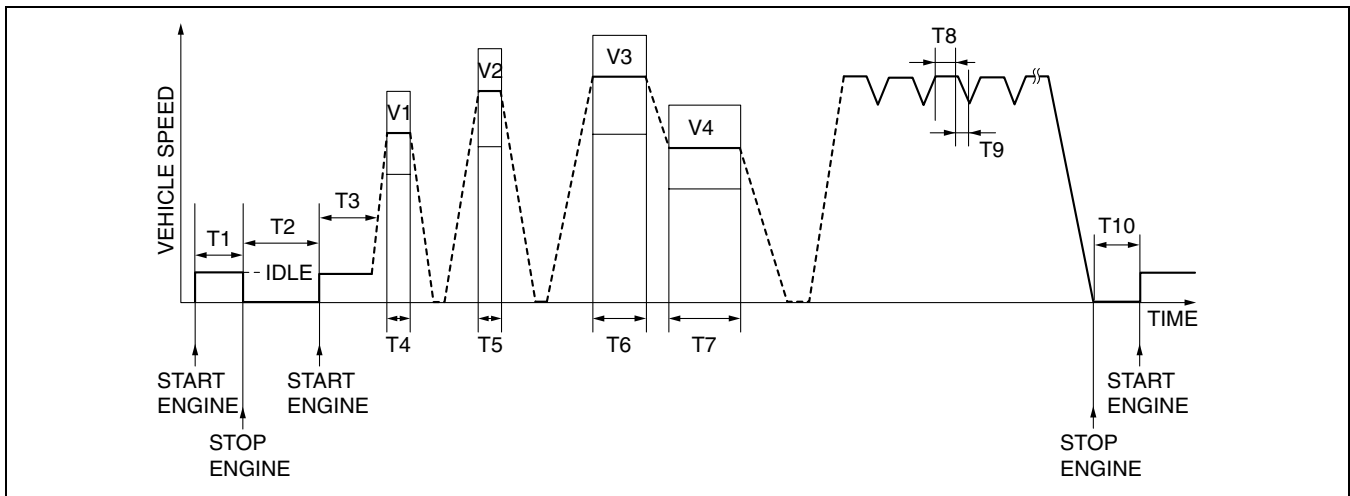 VEHICLE SPEED
T1
T2
T3
IDLE
V1
V2
V3
V4
T8
T9
T10
TIME
T4
T5
T6
T7
START
ENGINE
STOP
ENGINE
START
ENGINE
STOP
ENGINE
START
ENGINE